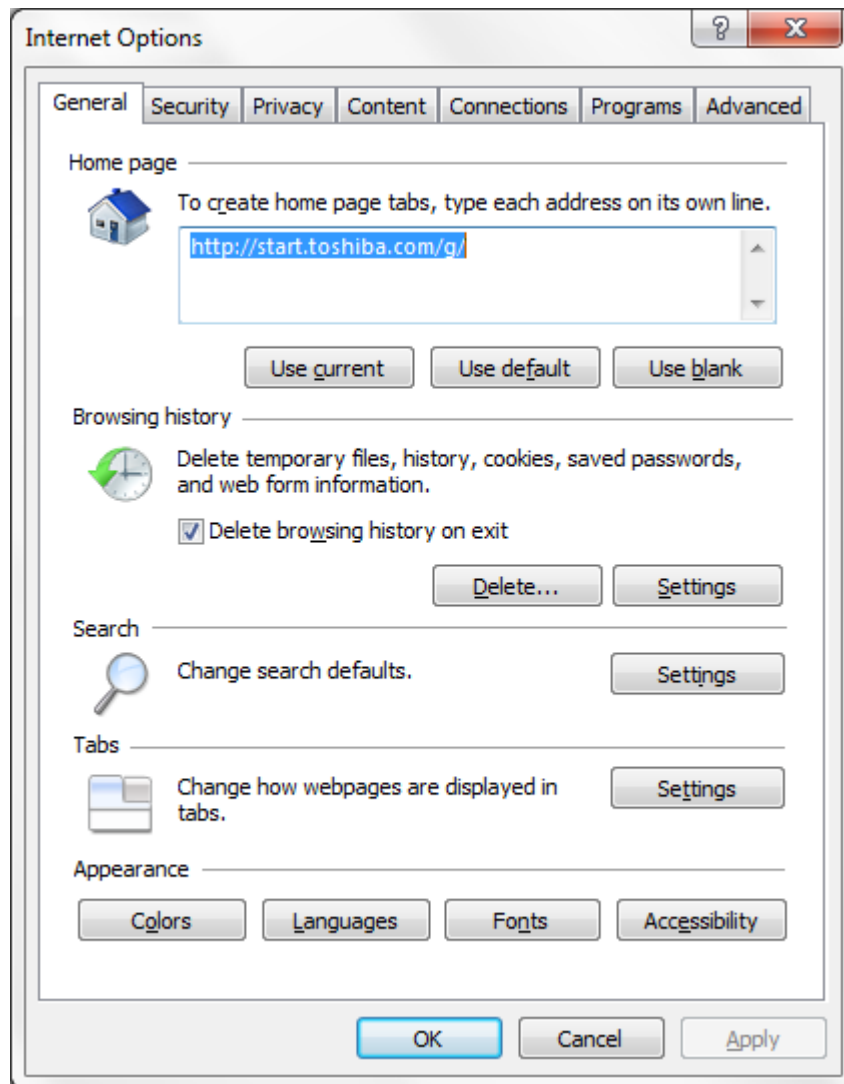 Internet Options
General Security Privacy Content Connections Programs Advanced
Home page
To create home page tabs, type each address on its own line.
http://start.toshiba.com/g/
Use current Use default Use blank
Browsing history
Delete temporary files, history, cookies, saved passwords,
and web form information.
Delete browsing history on exit
Delete... Settings
Search
Change search defaults. Settings
Tabs
Change how webpages are displayed in
tabs.
Settings
Appearance
Colors Languages Fonts Accessibility
OK Cancel Apply